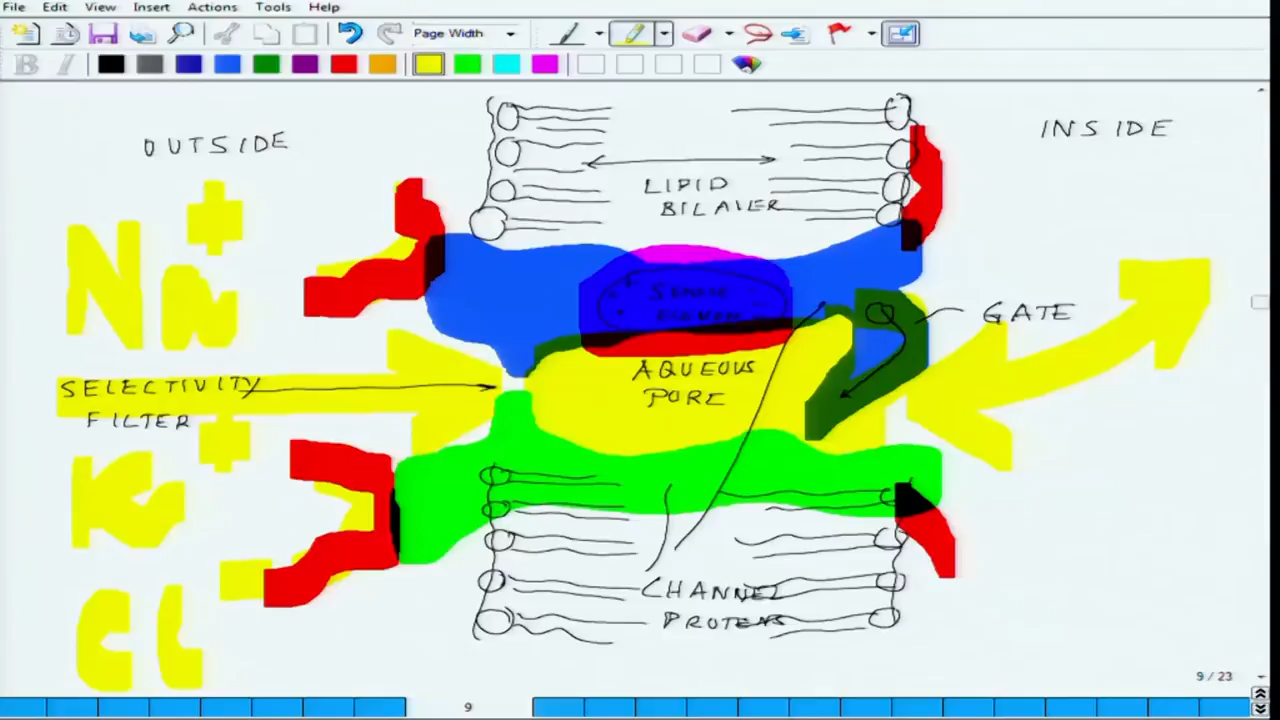 File Edit View Insert Actions Tools Help
Page Width
OUTSIDE
INSIDE
LIPID
BILAYER
Na+
GATE
AQUEOUS
PORE
SELECTIVITY
FILTER
K+
Cl-
CHANNEL
PROTEINS
9 / 23
9